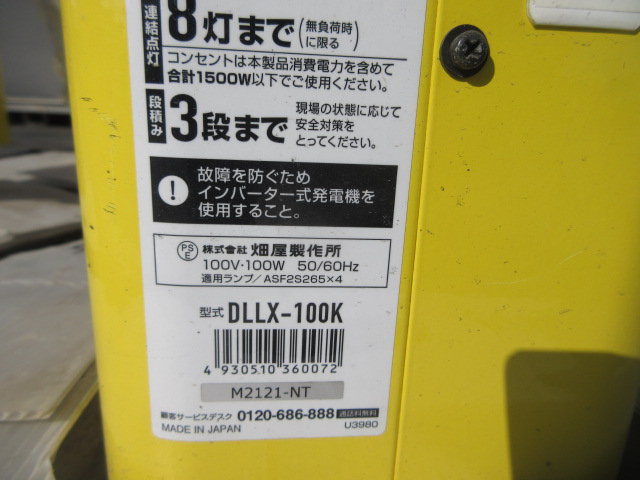 連結点灯
8灯まで(無負荷時に限る)
コンセントは本製品消費電力を含めて
合計1500W以下でご使用ください。
段積み
3段まで
現場の状態に応じて
安全対策を
とってください。
! 故障を防ぐため
インバーター式発電機を
使用すること。
PSE 株式会社 畑屋製作所
100V·100W 50/60Hz
適用ランプ/ASF2S265×4
型式 DLLX-100K
4 930510 360072
M2121-NT
顧客サービスデスク 0120-686-888 通話料無料
MADE IN JAPAN U3980